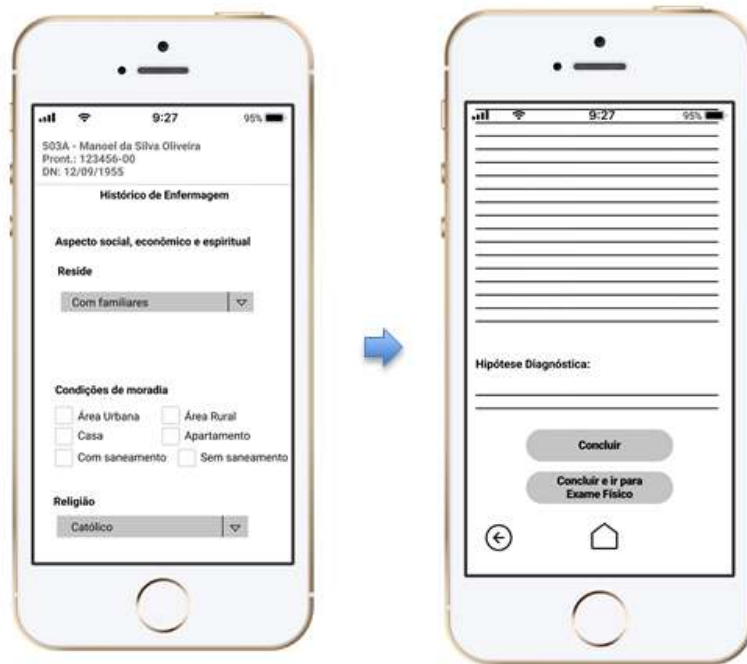 9:27
95%
503A - Manoel da Silva Oliveira
Pront.: 123456-00
DN: 12/09/1955
Histórico de Enfermagem
Aspecto social, econômico e espiritual
Reside
Com familiares
Condições de moradia
Área Urbana
Área Rural
Casa
Apartamento
Com saneamento
Sem saneamento
Religião
Católico
9:27
95%
Hipótese Diagnóstica:
Concluir
Concluir e ir para
Exame Físico